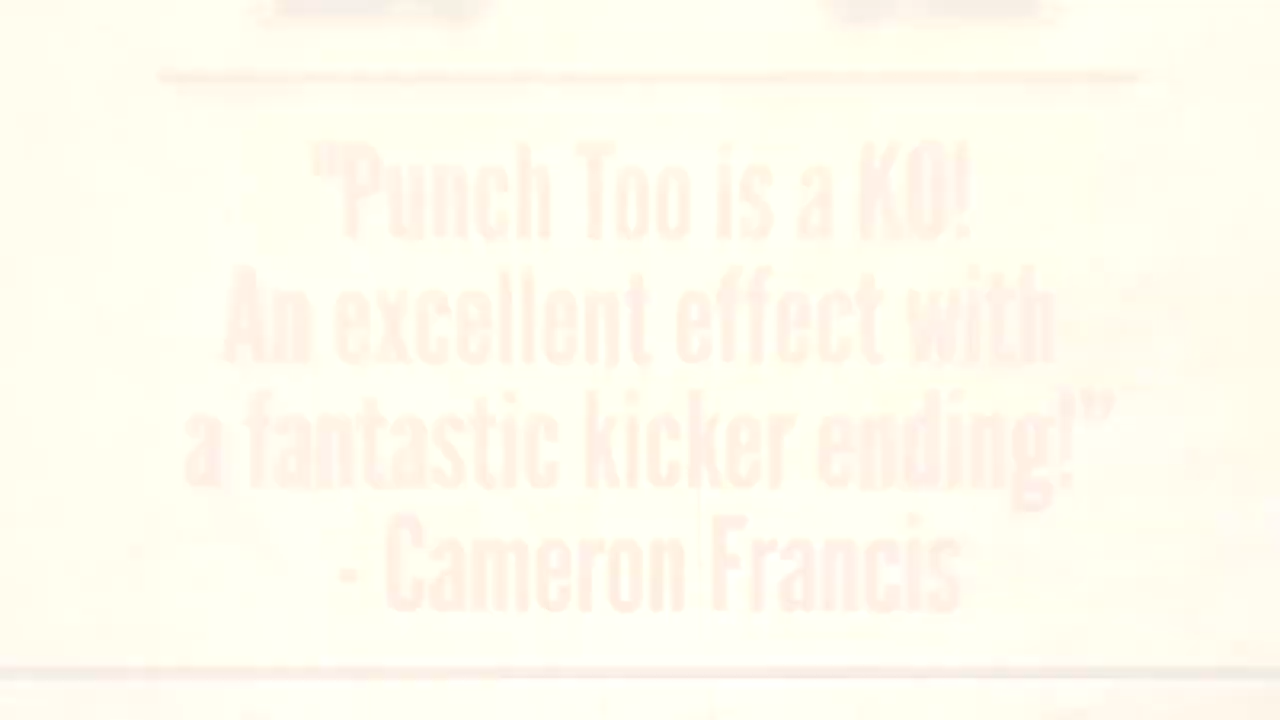 "Punch Too is a KO!
An excellent effect with
a fantastic kicker ending!”
- Cameron Francis